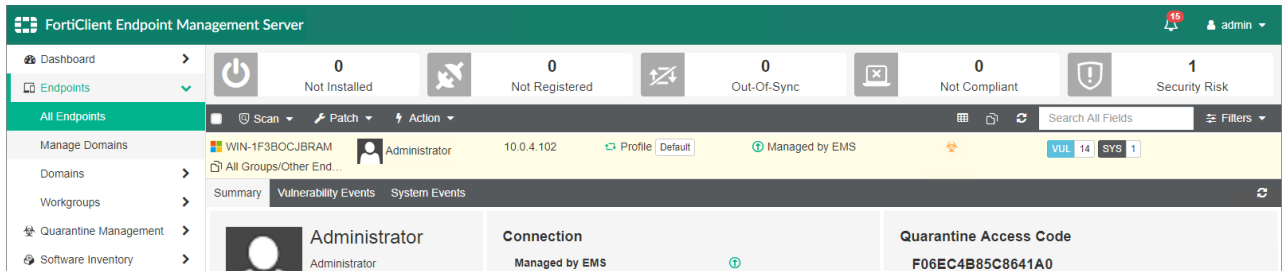 FortiClient Endpoint Management Server
15
admin
Dashboard
Endpoints
All Endpoints
Manage Domains
Domains
Workgroups
Quarantine Management
Software Inventory
0
Not Installed
0
Not Registered
0
Out-Of-Sync
0
Not Compliant
1
Security Risk
Scan Patch Action Search All Fields Filters
WIN-1F3BOCJBRAM Administrator 10.0.4.102 Profile Default Managed by EMS VUL 14 SYS 1
All Groups/Other End...
Summary Vulnerability Events System Events
Administrator
Administrator
Connection
Managed by EMS
Quarantine Access Code
F06EC4B85C8641A0